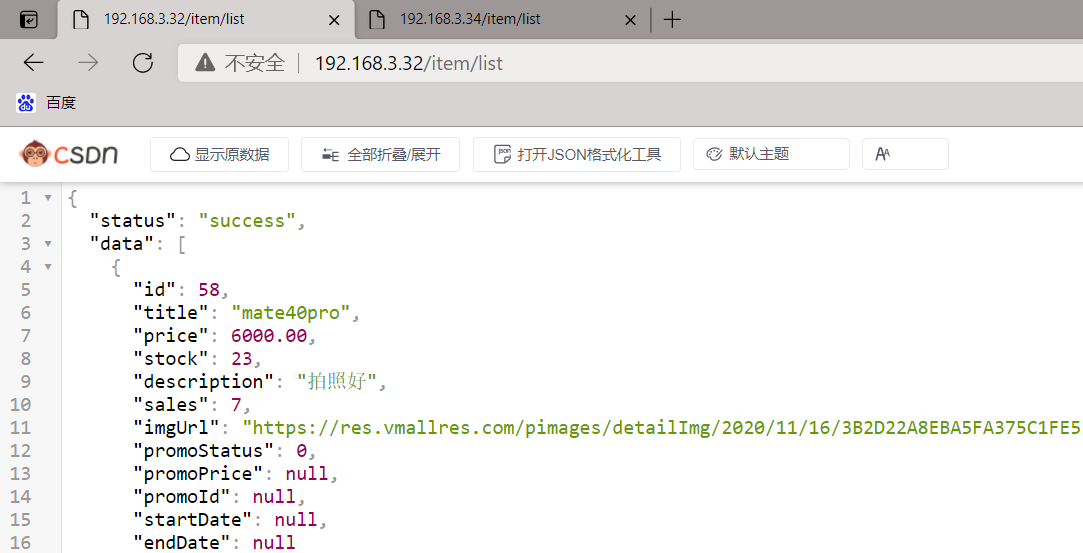 192.168.3.32/item/list
192.168.3.34/item/list
不安全 192.168.3.32/item/list
du 百度
CSDN 显示原数据 全部折叠/展开 json 打开JSON格式化工具 默认主题 AA
1 {
2 "status": "success",
3 "data": [
4 {
5 "id": 58,
6 "title": "mate40pro",
7 "price": 6000.00,
8 "stock": 23,
9 "description": "拍照好",
10 "sales": 7,
11 "imgUrl": "https://res.vmallres.com/pimages/detailImg/2020/11/16/3B2D22A8EBA5FA375C1FE5
12 "promoStatus": 0,
13 "promoPrice": null,
14 "promoId": null,
15 "startDate": null,
16 "endDate": null